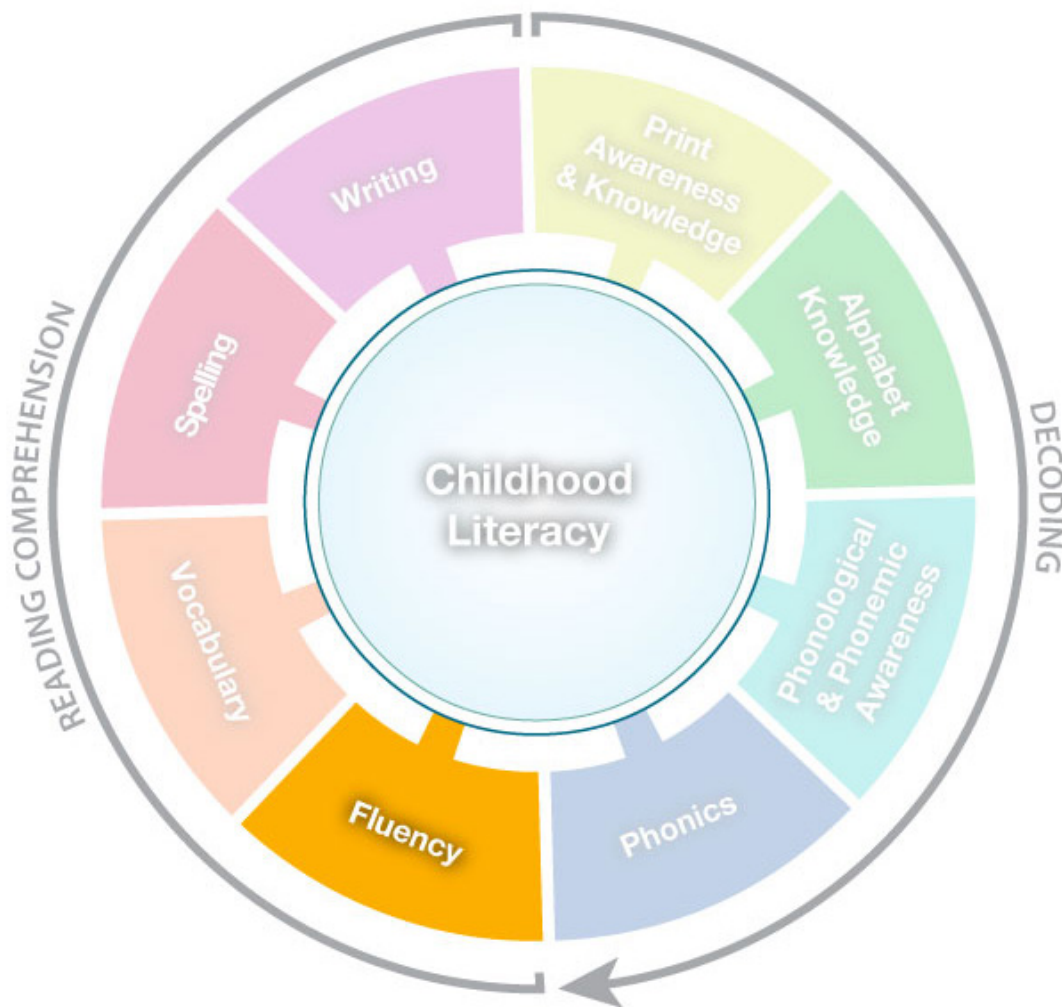 Print
Awareness
& Knowledge
Alphabet
Knowledge
Phonological
& Phonemic
Awareness
Phonics
Fluency
Vocabulary
Spelling
Writing
Childhood
Literacy
DECODING
READING COMPREHENSION